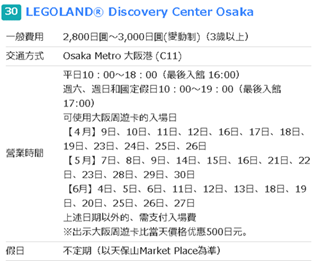 30 LEGOLAND® Discovery Center Osaka
一般費用 2,800日圓～3,000日圓(變動制)（3歲以上）
交通方式 Osaka Metro 大阪港 (C11)
平日10：00～18：00（最後入館 16:00）
週六、週日和國定假日10：00～19：00（最後入館
17:00）
可使用大阪周遊卡的入場日
【４月】9日、10日、11日、12日、16日、17日、18日、
19日、23日、24日、25日、26日
營業時間
【５月】7日、8日、9日、14日、15日、16日、21日、22
日、23日、28日、29日、30日
【6月】4日、5日、6日、11日、12日、13日、18日、19
日、20日、25日、26日、27日
上述日期以外的、需支付入場費
※出示大阪周遊卡比當天價格优惠500日元。
假日 不定期（以天保山Market Place為準）